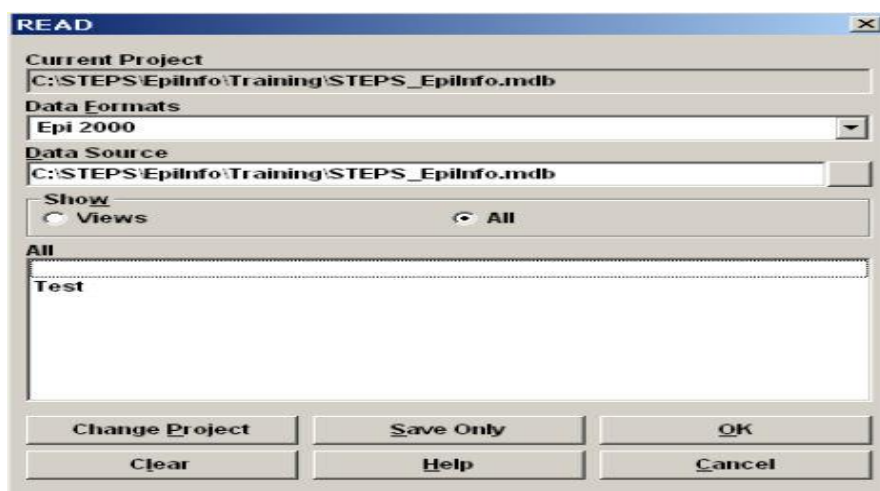 READ
Current Project
C:\STEPS\EpiInfo\Training\STEPS_EpiInfo.mdb
Data Formats
Epi 2000
Data Source
C:\STEPS\EpiInfo\Training\STEPS_EpiInfo.mdb
Show
Views All
All
Test
Change Project Save Only OK
Clear Help Cancel